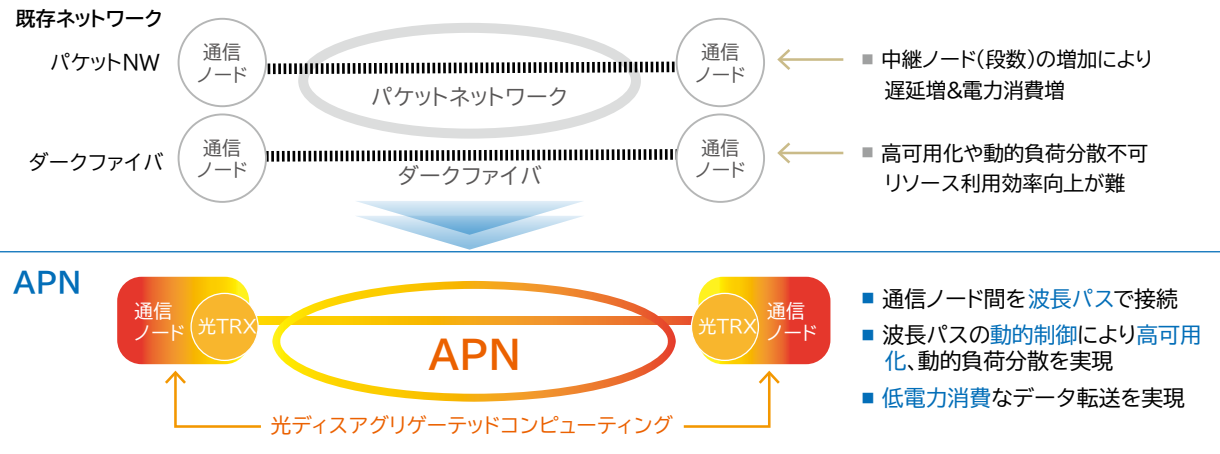 既存ネットワーク
パケットNW
通信
ノード
パケットネットワーク
通信
ノード
■ 中継ノード(段数)の増加により
遅延増&電力消費増
ダークファイバ
通信
ノード
ダークファイバ
通信
ノード
■ 高可用化や動的負荷分散不可
リソース利用効率向上が難
APN
通信
ノード
光TRX
APN
光TRX
通信
ノード
■ 通信ノード間を波長パスで接続
■ 波長パスの動的制御により高可用
化、動的負荷分散を実現
■ 低電力消費なデータ転送を実現
光ディスアグリゲーテッドコンピューティング